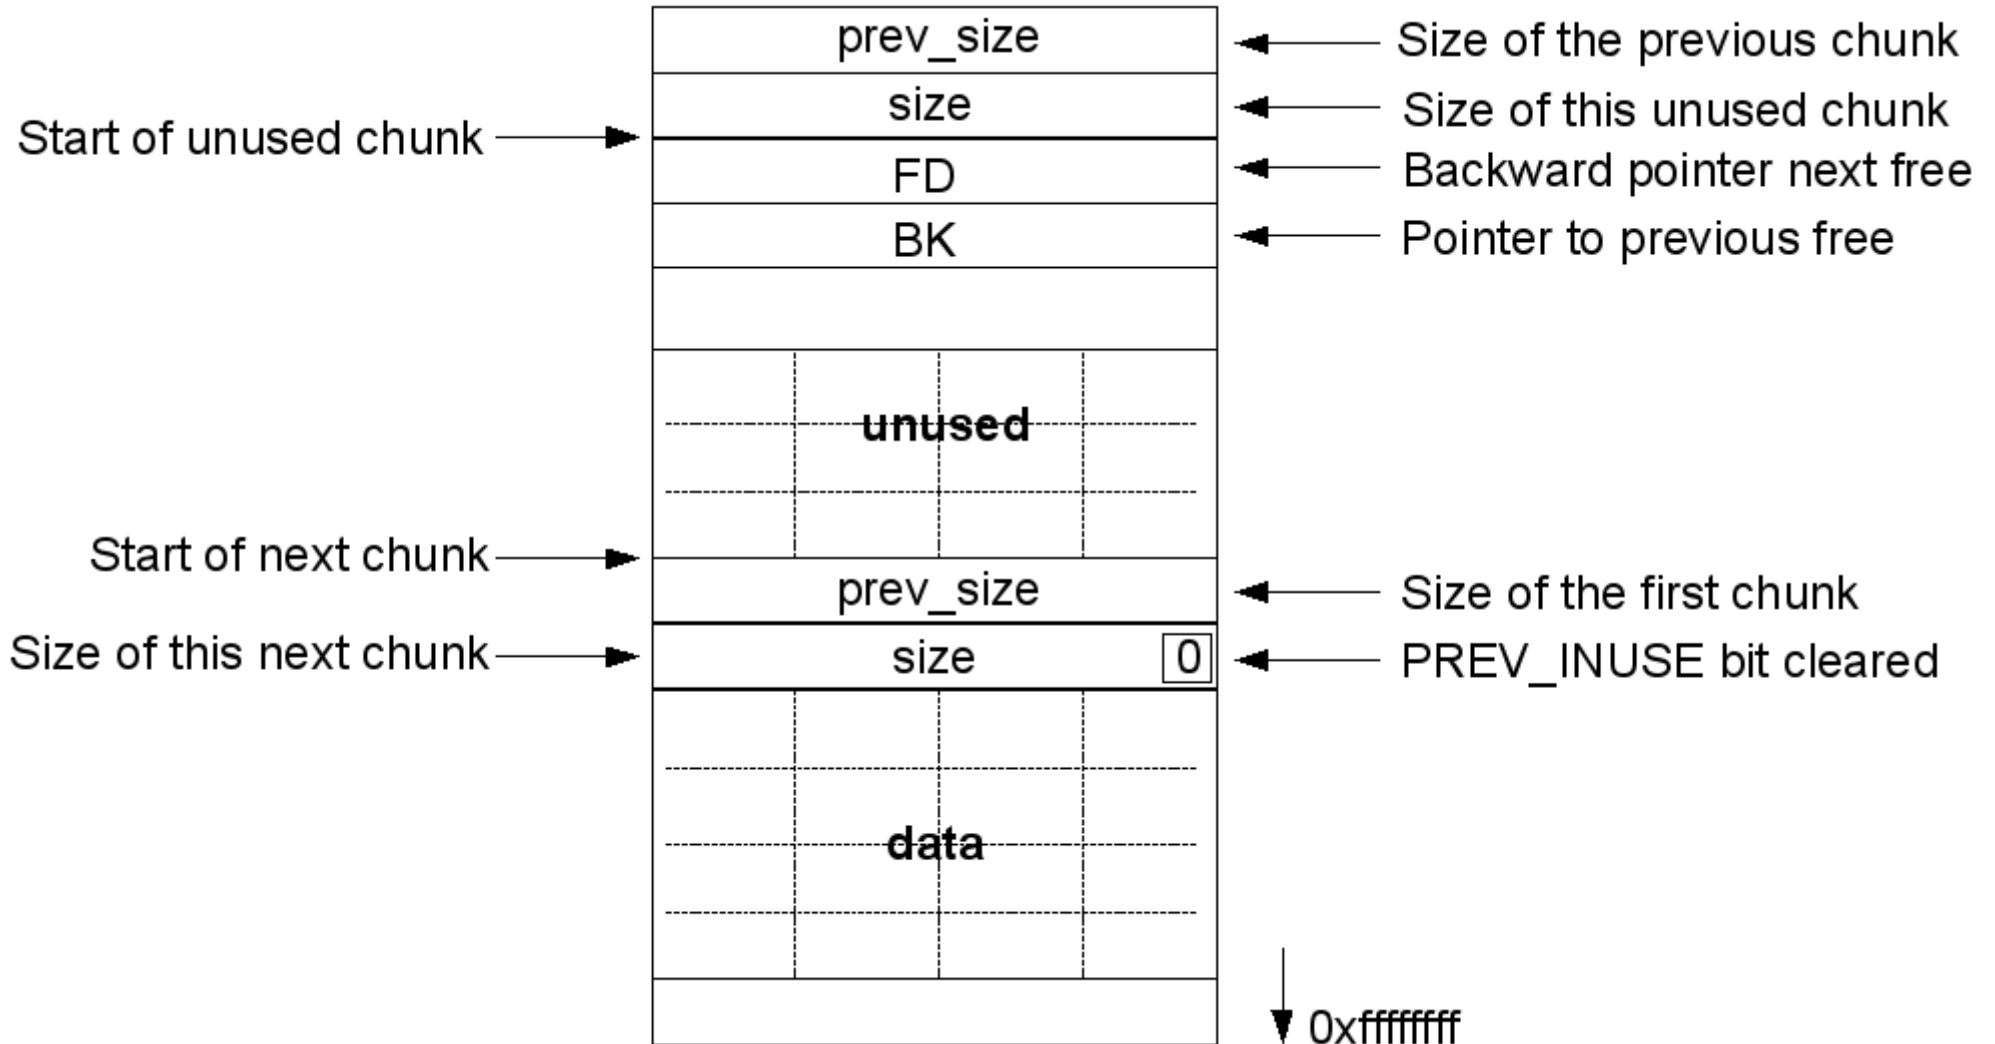 prev_size
Size of the previous chunk
size
Size of this unused chunk
Start of unused chunk
FD
Backward pointer next free
BK
Pointer to previous free
unused
Start of next chunk
prev_size
Size of the first chunk
Size of this next chunk
size
0
PREV_INUSE bit cleared
data
0xffffffff